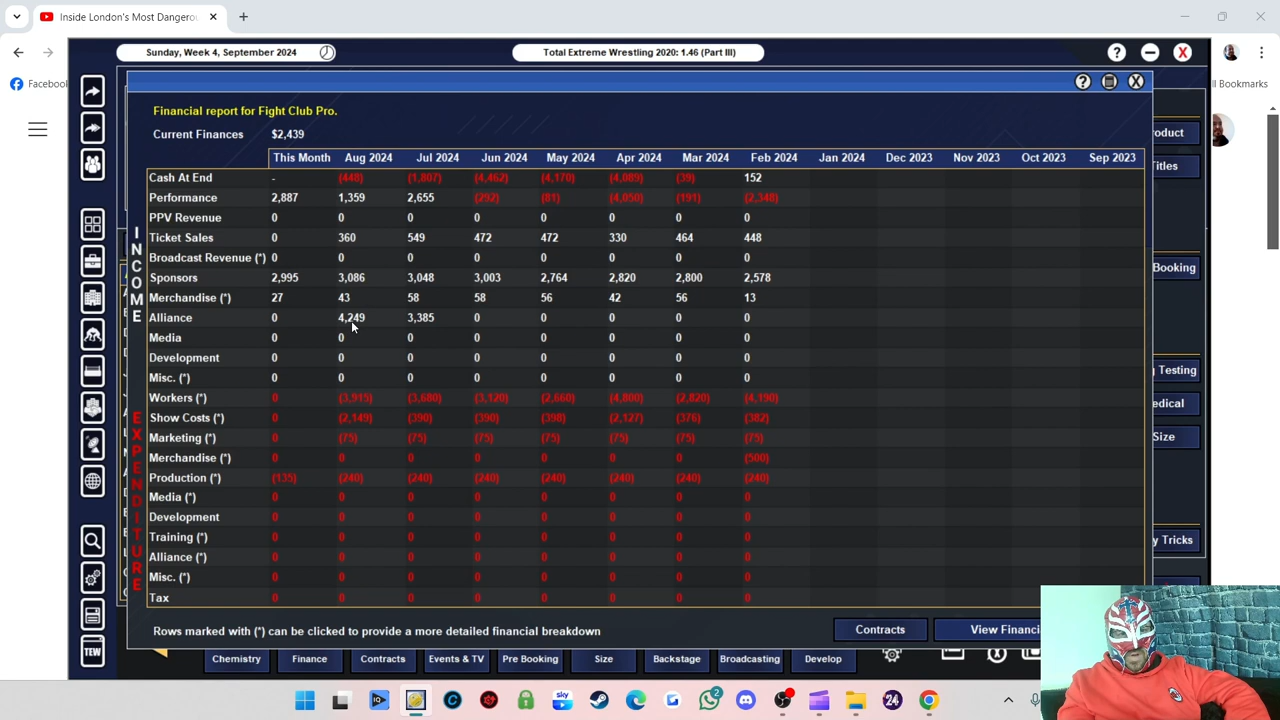 Inside London's Most Dangerou
Facebook
ll Bookmarks
Sunday, Week 4, September 2024
Total Extreme Wrestling 2020: 1.46 (Part III)
Financial report for Fight Club Pro.
Current Finances $2,439
This Month Aug 2024 Jul 2024 Jun 2024 May 2024 Apr 2024 Mar 2024 Feb 2024 Jan 2024 Dec 2023 Nov 2023 Oct 2023 Sep 2023
INCOME
Cash At End - (448) (1,807) (4,462) (4,170) (4,089) (39) 152
Performance 2,887 1,359 2,655 (292) (81) (4,050) (191) (2,348)
PPV Revenue 0 0 0 0 0 0 0 0
Ticket Sales 0 360 549 472 472 330 464 448
Broadcast Revenue (*) 0 0 0 0 0 0 0 0
Sponsors 2,995 3,086 3,048 3,003 2,764 2,820 2,800 2,578
Merchandise (*) 27 43 58 58 56 42 56 13
Alliance 0 4,249 3,385 0 0 0 0 0
Media 0 0 0 0 0 0 0 0
Development 0 0 0 0 0 0 0 0
Misc. (*) 0 0 0 0 0 0 0 0
EXPENDITURE
Workers (*) 0 (3,915) (3,680) (3,120) (2,660) (4,800) (2,820) (4,190)
Show Costs (*) 0 (2,149) (390) (390) (398) (2,127) (376) (382)
Marketing (*) 0 (75) (75) (75) (75) (75) (75) (75)
Merchandise (*) 0 0 0 0 0 0 0 (500)
Production (*) (135) (240) (240) (240) (240) (240) (240) (240)
Media (*) 0 0 0 0 0 0 0 0
Development 0 0 0 0 0 0 0 0
Training (*) 0 0 0 0 0 0 0 0
Alliance (*) 0 0 0 0 0 0 0 0
Misc. (*) 0 0 0 0 0 0 0 0
Tax 0 0 0 0 0 0 0 0
Rows marked with (*) can be clicked to provide a more detailed financial breakdown
Contracts
View Financi
roduct
Titles
Booking
g Testing
edical
Size
y Tricks
TEW
Chemistry
Finance
Contracts
Events & TV
Pre Booking
Size
Backstage
Broadcasting
Develop
sky
2
24